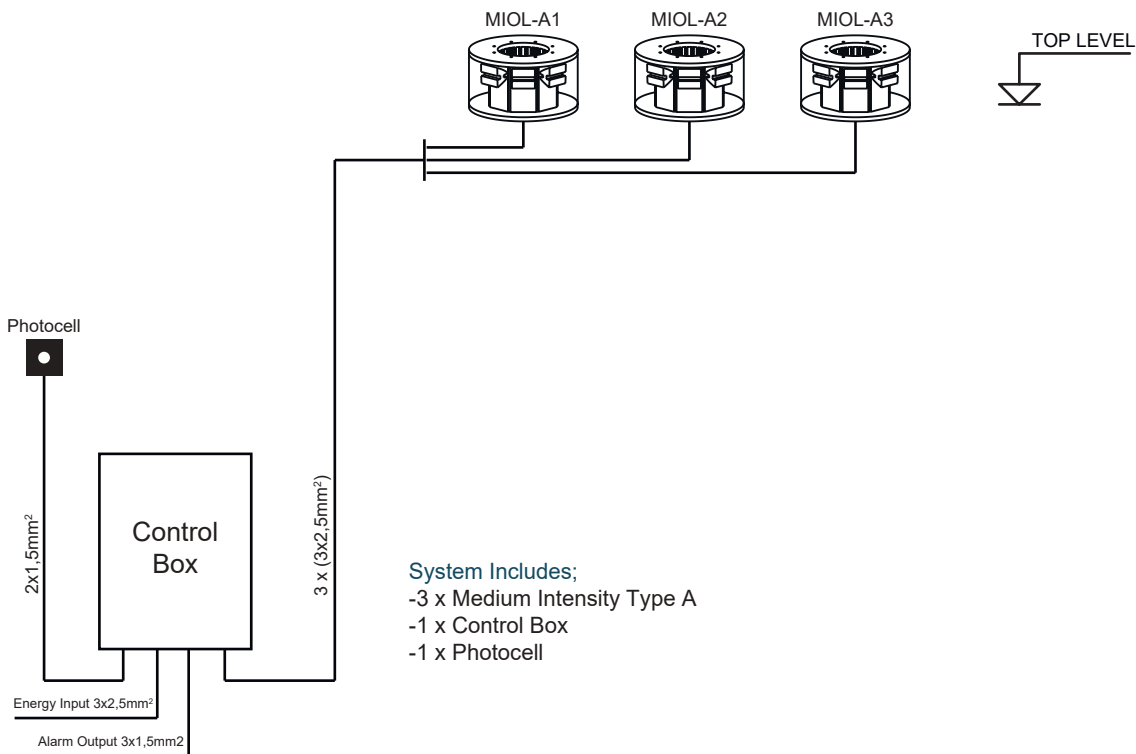 MIOL-A1
MIOL-A2
MIOL-A3
TOP LEVEL
Photocell
2x1,5mm²
Control
Box
3 x (3x2,5mm²)
System Includes;
-3 x Medium Intensity Type A
-1 x Control Box
-1 x Photocell
Energy Input 3x2,5mm²
Alarm Output 3x1,5mm2